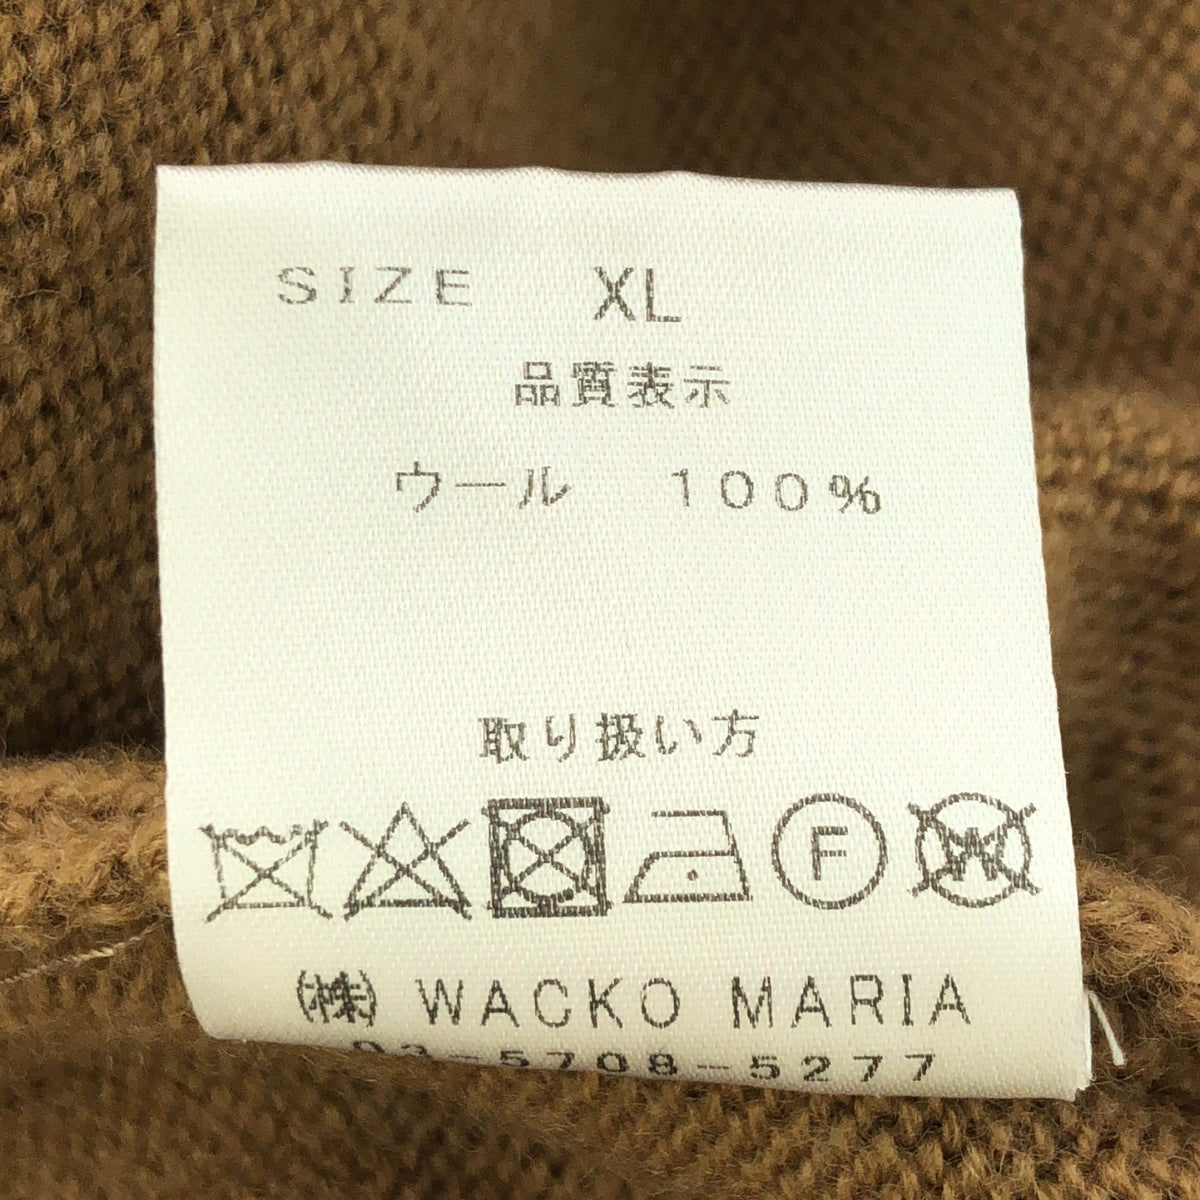 SIZE XL
品質表示
ウール 100%
取り扱い方
F W
(株) WACKO MARIA
03-5708-5277